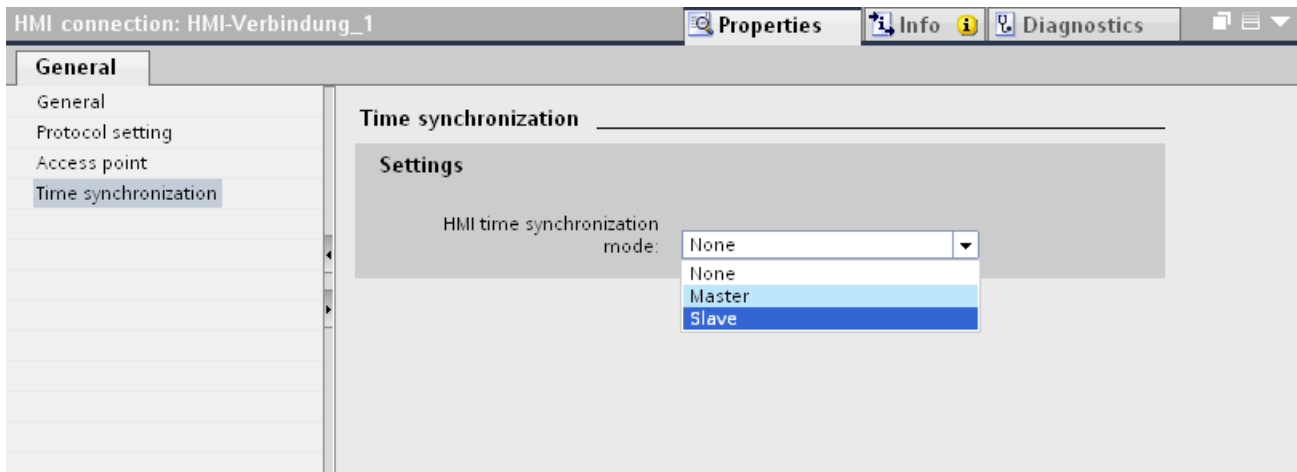 HMI connection: HMI-Verbindung_1
Properties
Info
Diagnostics
General
General
Protocol setting
Access point
Time synchronization
Time synchronization
Settings
HMI time synchronization
mode:
None
None
Master
Slave